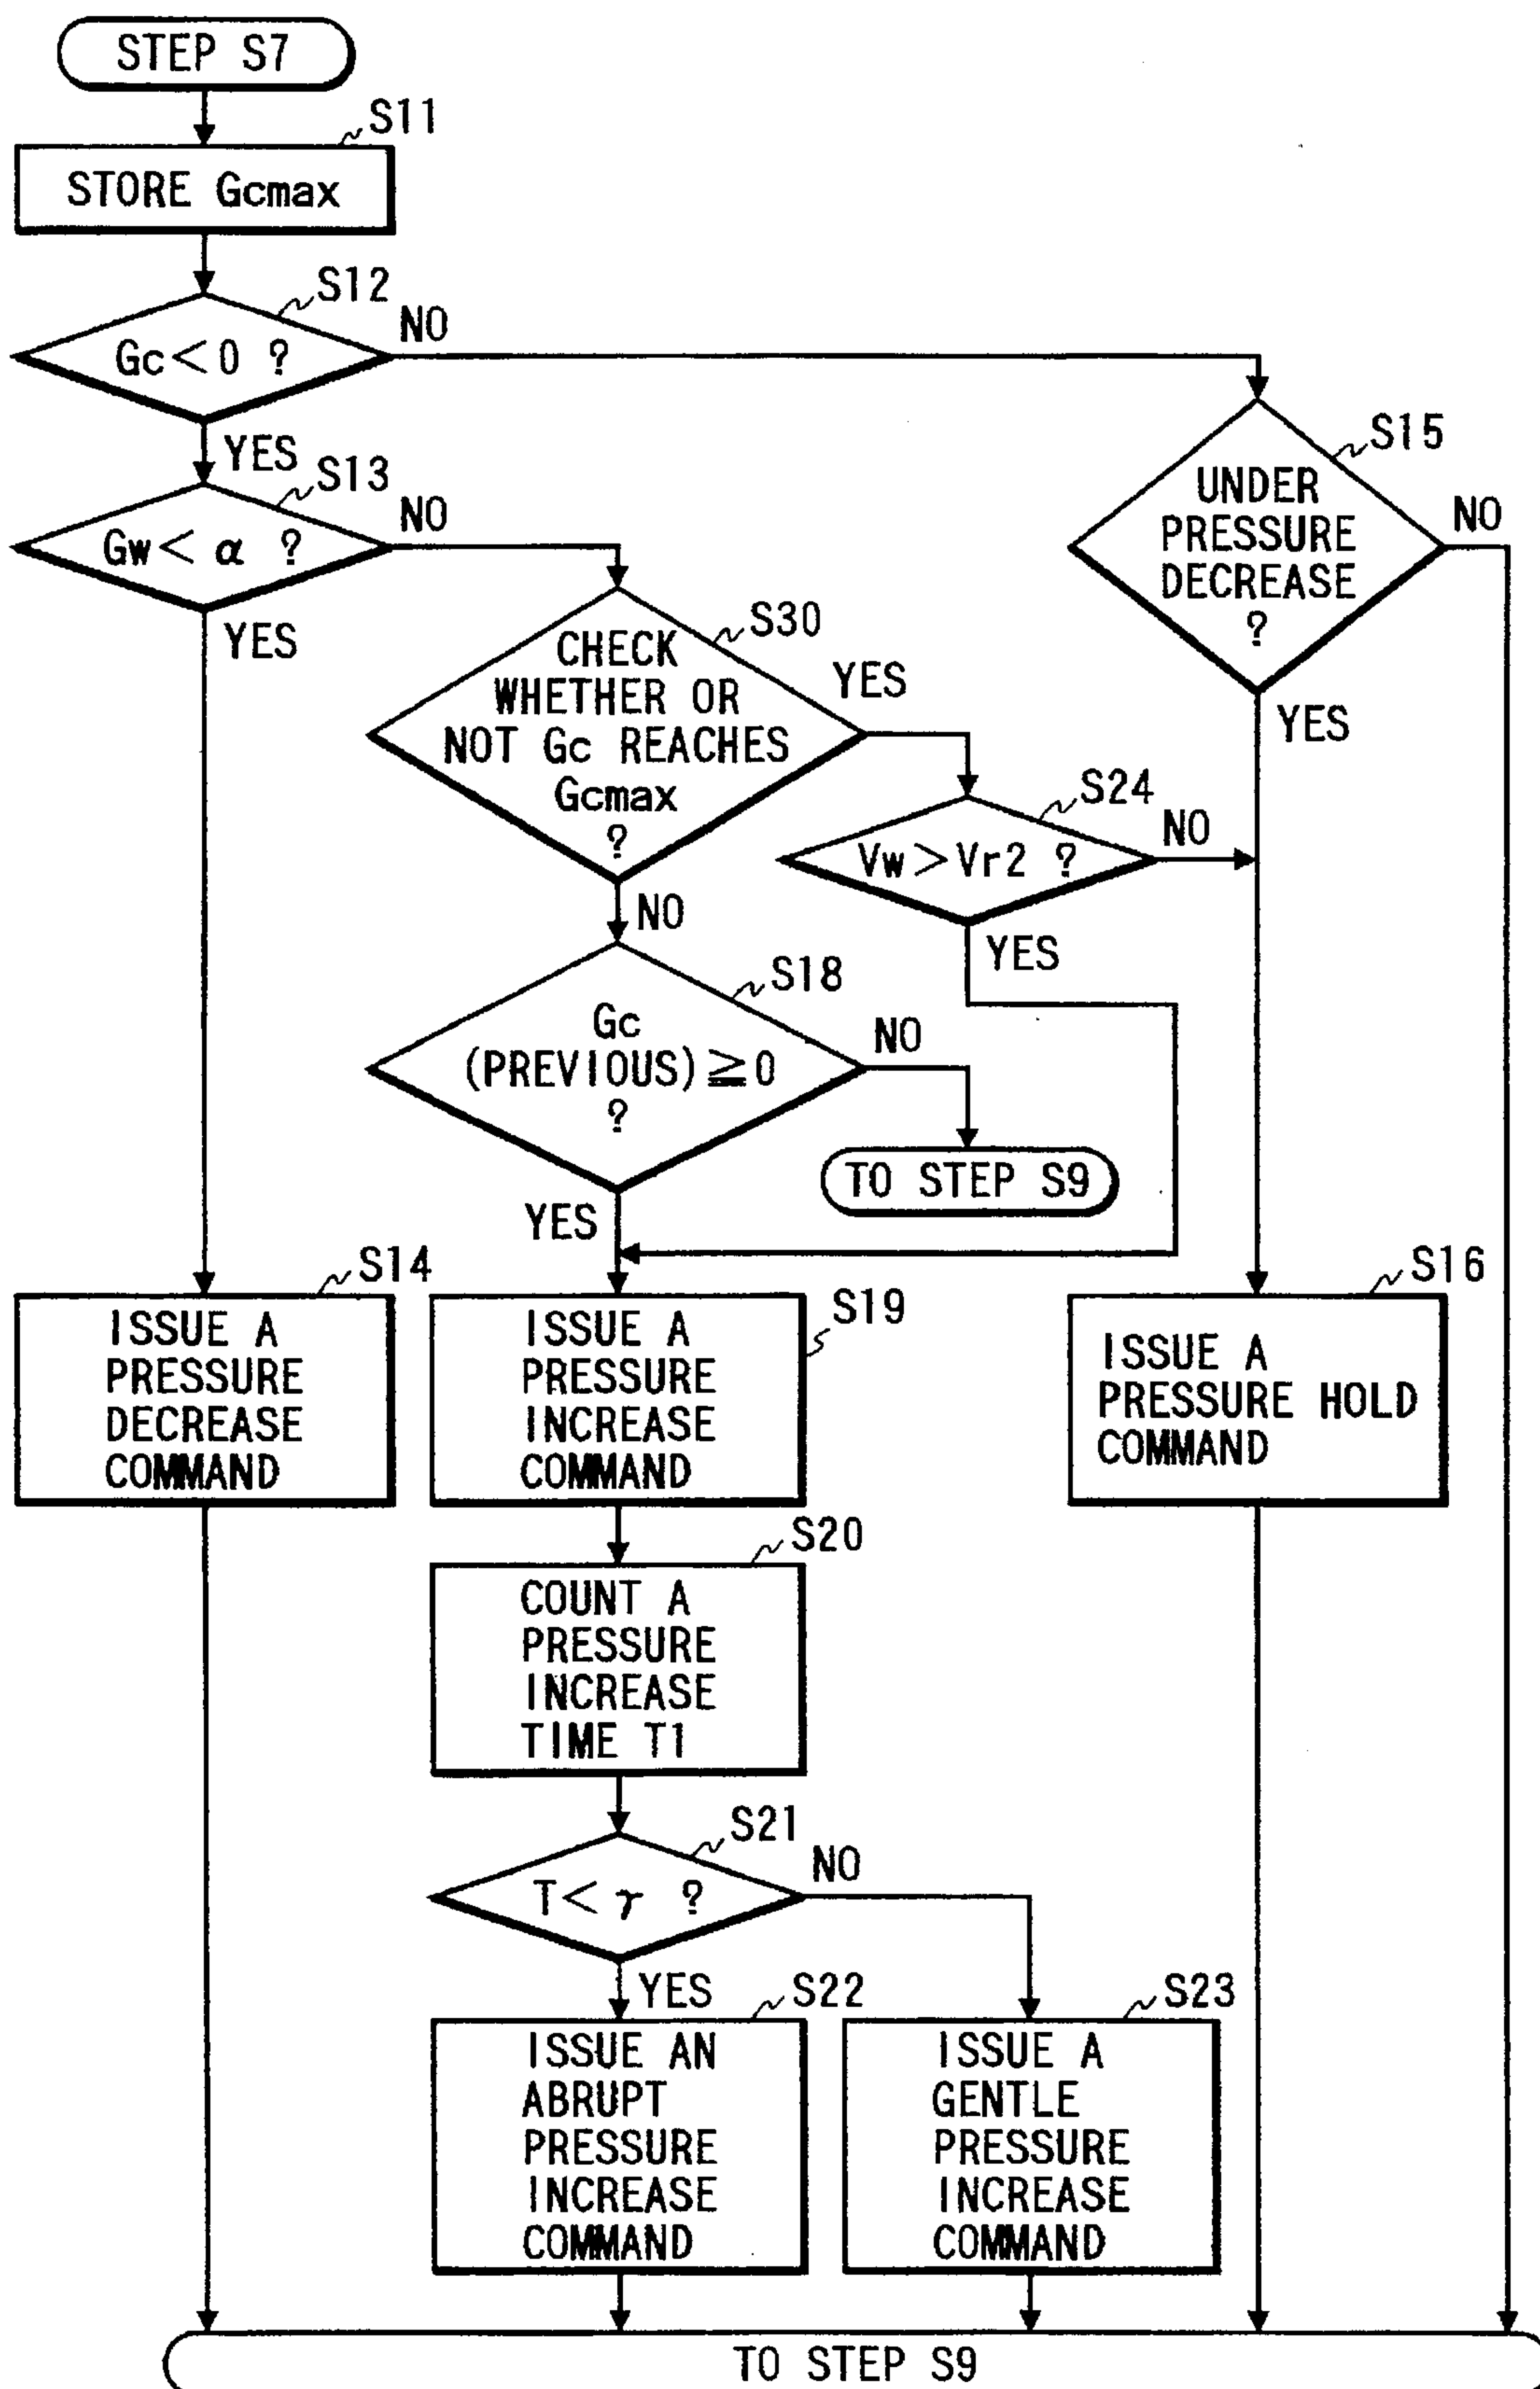 STEP S7
S11
STORE Gcmax
S12
Gc<0 ?
NO
YES
S13
Gw<α ?
NO
YES
S15
UNDER
PRESSURE
DECREASE
?
NO
YES
S30
CHECK
WHETHER OR
NOT Gc REACHES
Gcmax
?
YES
NO
S24
Vw>Vr2 ?
NO
YES
S18
Gc
(PREVIOUS)≧0
?
NO
YES
TO STEP S9
S14
ISSUE A
PRESSURE
DECREASE
COMMAND
S19
ISSUE A
PRESSURE
INCREASE
COMMAND
S16
ISSUE A
PRESSURE HOLD
COMMAND
S20
COUNT A
PRESSURE
INCREASE
TIME T1
S21
T<γ ?
NO
YES
S22
ISSUE AN
ABRUPT
PRESSURE
INCREASE
COMMAND
S23
ISSUE A
GENTLE
PRESSURE
INCREASE
COMMAND
TO STEP S9